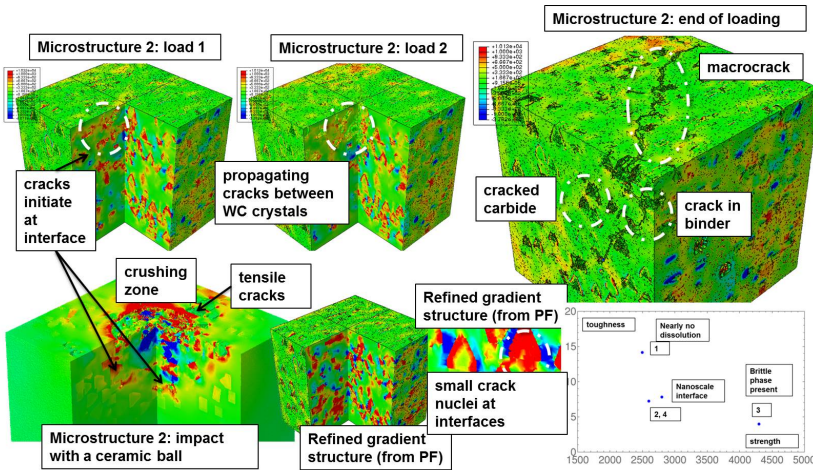 Microstructure 2: load 1
Microstructure 2: load 2
Microstructure 2: end of loading
macrocrack
cracks
initiate
at
interface
propagating
cracks between
WC crystals
cracked
carbide
crack in
binder
crushing
zone
tensile
cracks
Refined gradient
structure (from PF)
small crack
nuclei at
interfaces
Microstructure 2: impact
with a ceramic ball
Refined gradient
structure (from PF)
20
15
10
5
0
toughness
Nearly no
dissolution
1
Nanoscale
interface
2, 4
Brittle
phase
present
3
strength
1500 2000 2500 3000 3500 4000 4500 5000